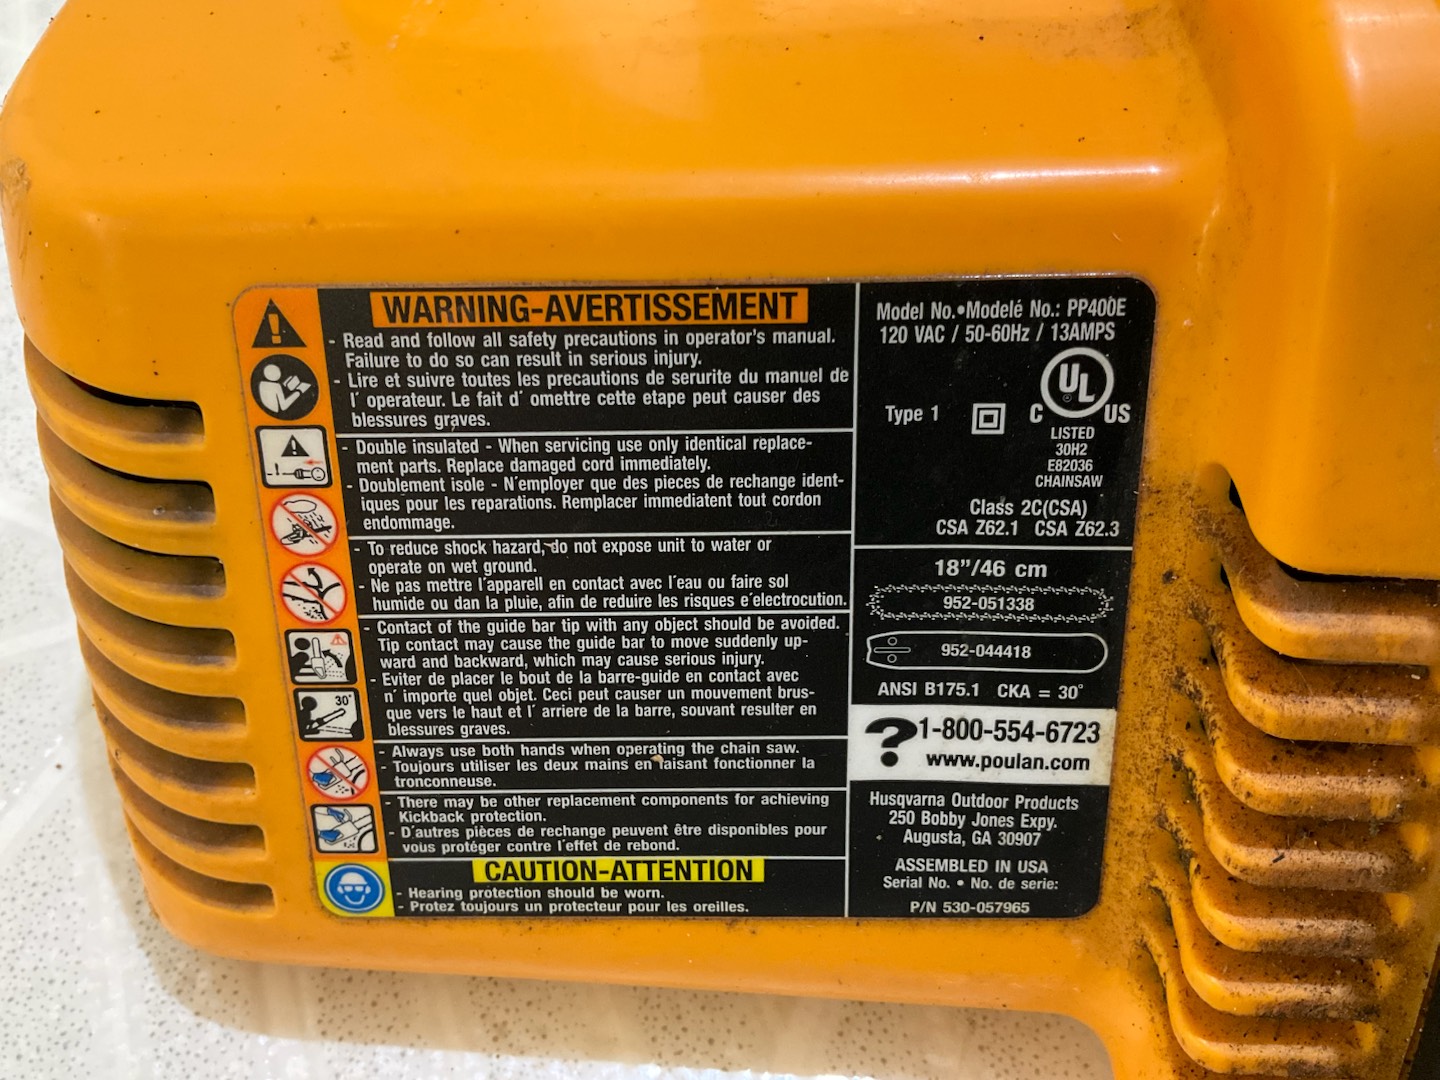 WARNING-AVERTISSEMENT
- Read and follow all safety precautions in operator's manual.
Failure to do so can result in serious injury.
- Lire et suivre toutes les precautions de serurite du manuel de
l' operateur. Le fait d' omettre cette etape peut causer des
blessures graves.
- Double insulated - When servicing use only identical replace-
ment parts. Replace damaged cord immediately.
- Doublement isole - N'employer que des pieces de rechange ident-
iques pour les reparations. Remplacer immediatent tout cordon
endommage.
- To reduce shock hazard, do not expose unit to water or
operate on wet ground.
- Ne pas mettre l'apparell en contact avec l'eau ou faire sol
humide ou dan la pluie, afin de reduire les risques e'electrocution.
- Contact of the guide bar tip with any object should be avoided.
Tip contact may cause the guide bar to move suddenly up-
ward and backward, which may cause serious injury.
- Eviter de placer le bout de la barre-guide en contact avec
n' importe quel objet. Ceci peut causer un mouvement brus-
que vers le haut et l' arriere de la barre, souvant resulter en
blessures graves.
30°
- Always use both hands when operating the chain saw.
- Toujours utiliser les deux mains en faisant fonctionner la
tronconneuse.
- There may be other replacement components for achieving
Kickback protection.
- D'autres pièces de rechange peuvent être disponibles pour
vous protéger contre l'effet de rebond.
CAUTION-ATTENTION
- Hearing protection should be worn.
- Protez toujours un protecteur pour les oreilles.
Model No.•Modelé No.: PP400E
120 VAC / 50-60Hz / 13AMPS
Type 1
C UL US
LISTED
30H2
E82036
CHAINSAW
Class 2C(CSA)
CSA Z62.1 CSA Z62.3
18"/46 cm
952-051338
952-044418
ANSI B175.1 CKA = 30°
?1-800-554-6723
www.poulan.com
Husqvarna Outdoor Products
250 Bobby Jones Expy.
Augusta, GA 30907
ASSEMBLED IN USA
Serial No. • No. de serie:
P/N 530-057965